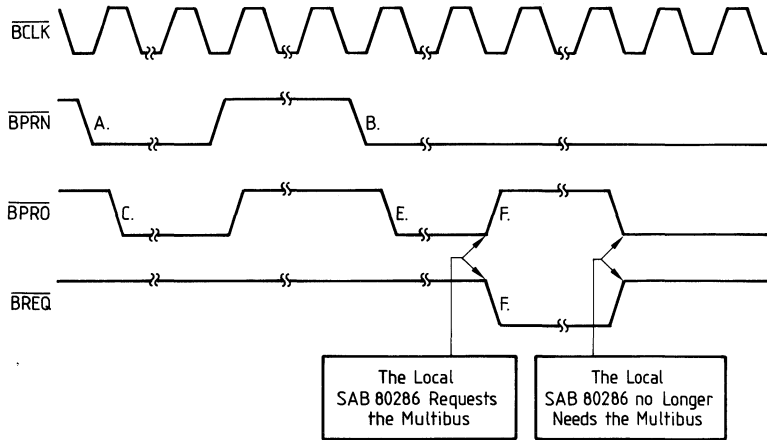 BCLK
BPRN
A.
B.
BPRO
C.
E.
F.
BREQ
F.
The Local
SAB 80286 Requests
the Multibus
The Local
SAB 80286 no Longer
Needs the Multibus